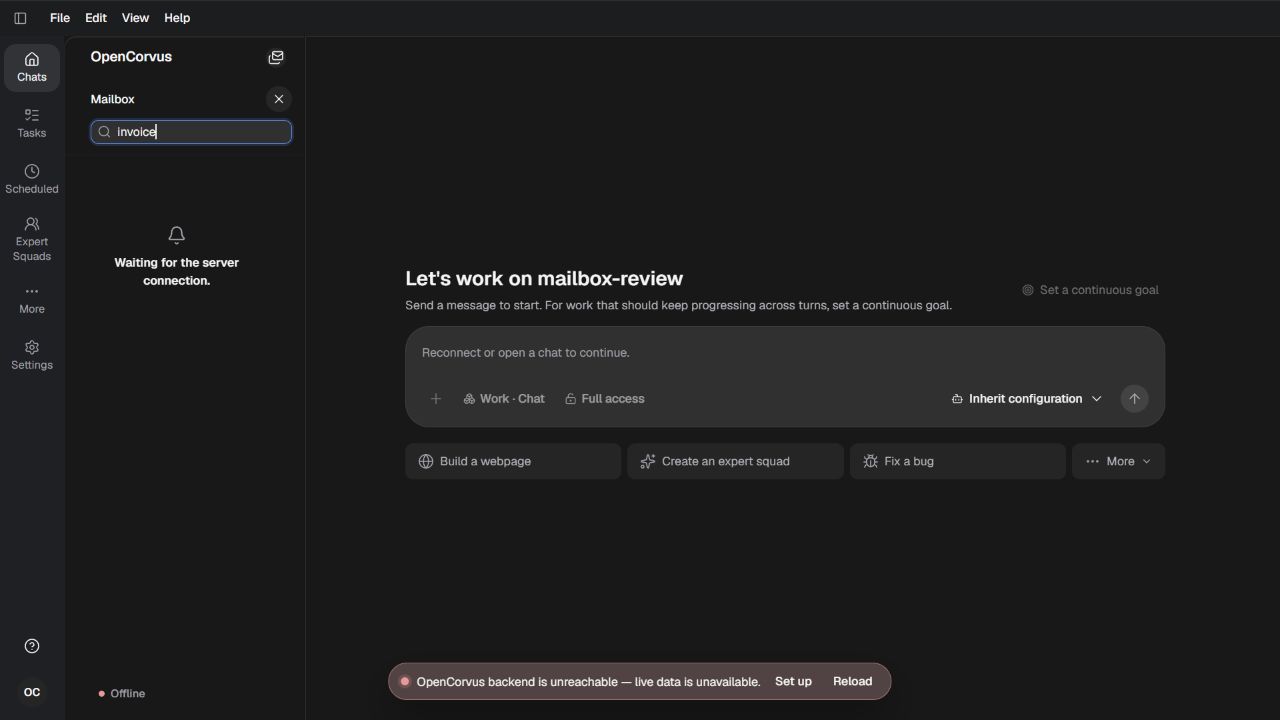 File Edit View Help
Chats
Tasks
Scheduled
Expert
Squads
More
Settings
OC
OpenCorvus
Mailbox
invoice
Waiting for the server
connection.
Offline
Let's work on mailbox-review
Send a message to start. For work that should keep progressing across turns, set a continuous goal.
Set a continuous goal
Reconnect or open a chat to continue.
Work · Chat Full access Inherit configuration
Build a webpage Create an expert squad Fix a bug More
OpenCorvus backend is unreachable — live data is unavailable. Set up Reload